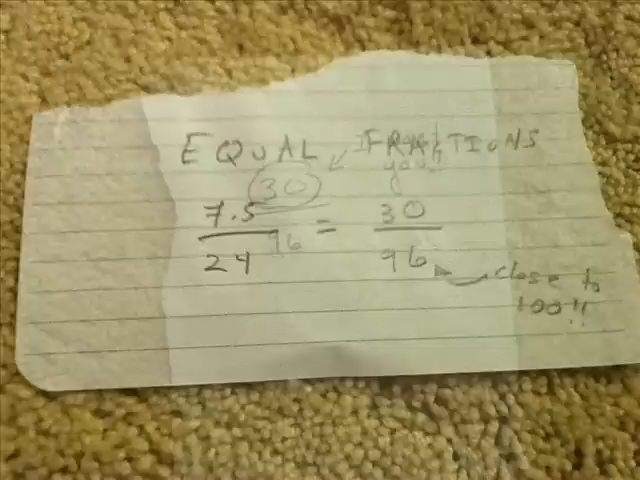 EQUAL FRACTIONS
30
7.5 = 30
24 96 96
close to
100!!